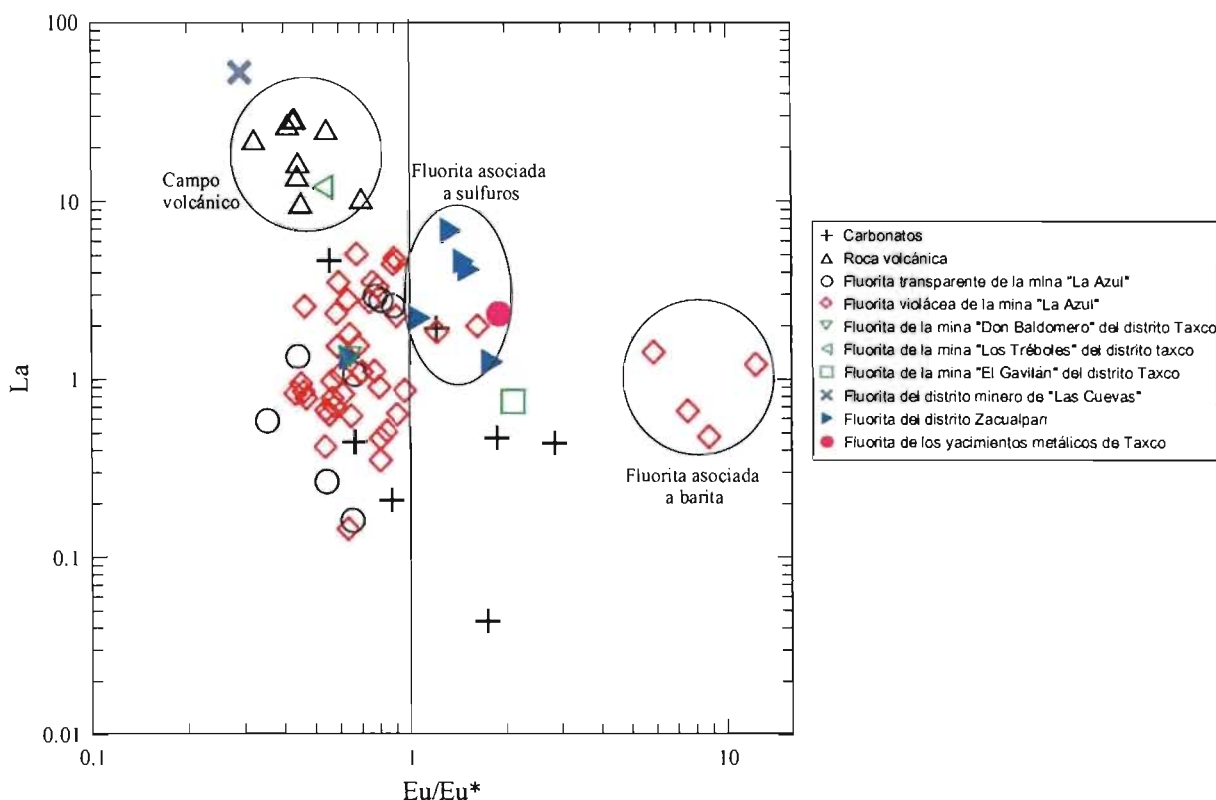 100
10
1
0.1
0.01
La
0.1
1
10
Eu/Eu*
Campo
volcánico
Fluorita asociada
a sulfuros
Fluorita asociada
a barita
Carbonatos
Roca volcánica
Fluorita transparente de la mina "La Azul"
Fluorita violácea de la mina "La Azul"
Fluorita de la mina "Don Baldomero" del distrito Taxco
Fluorita de la mina "Los Tréboles" del distrito taxco
Fluorita de la mina "El Gavilán" del distrito Taxco
Fluorita del distrito minero de "Las Cuevas"
Fluorita del distrito Zacualpan
Fluorita de los yacimientos metálicos de Taxco